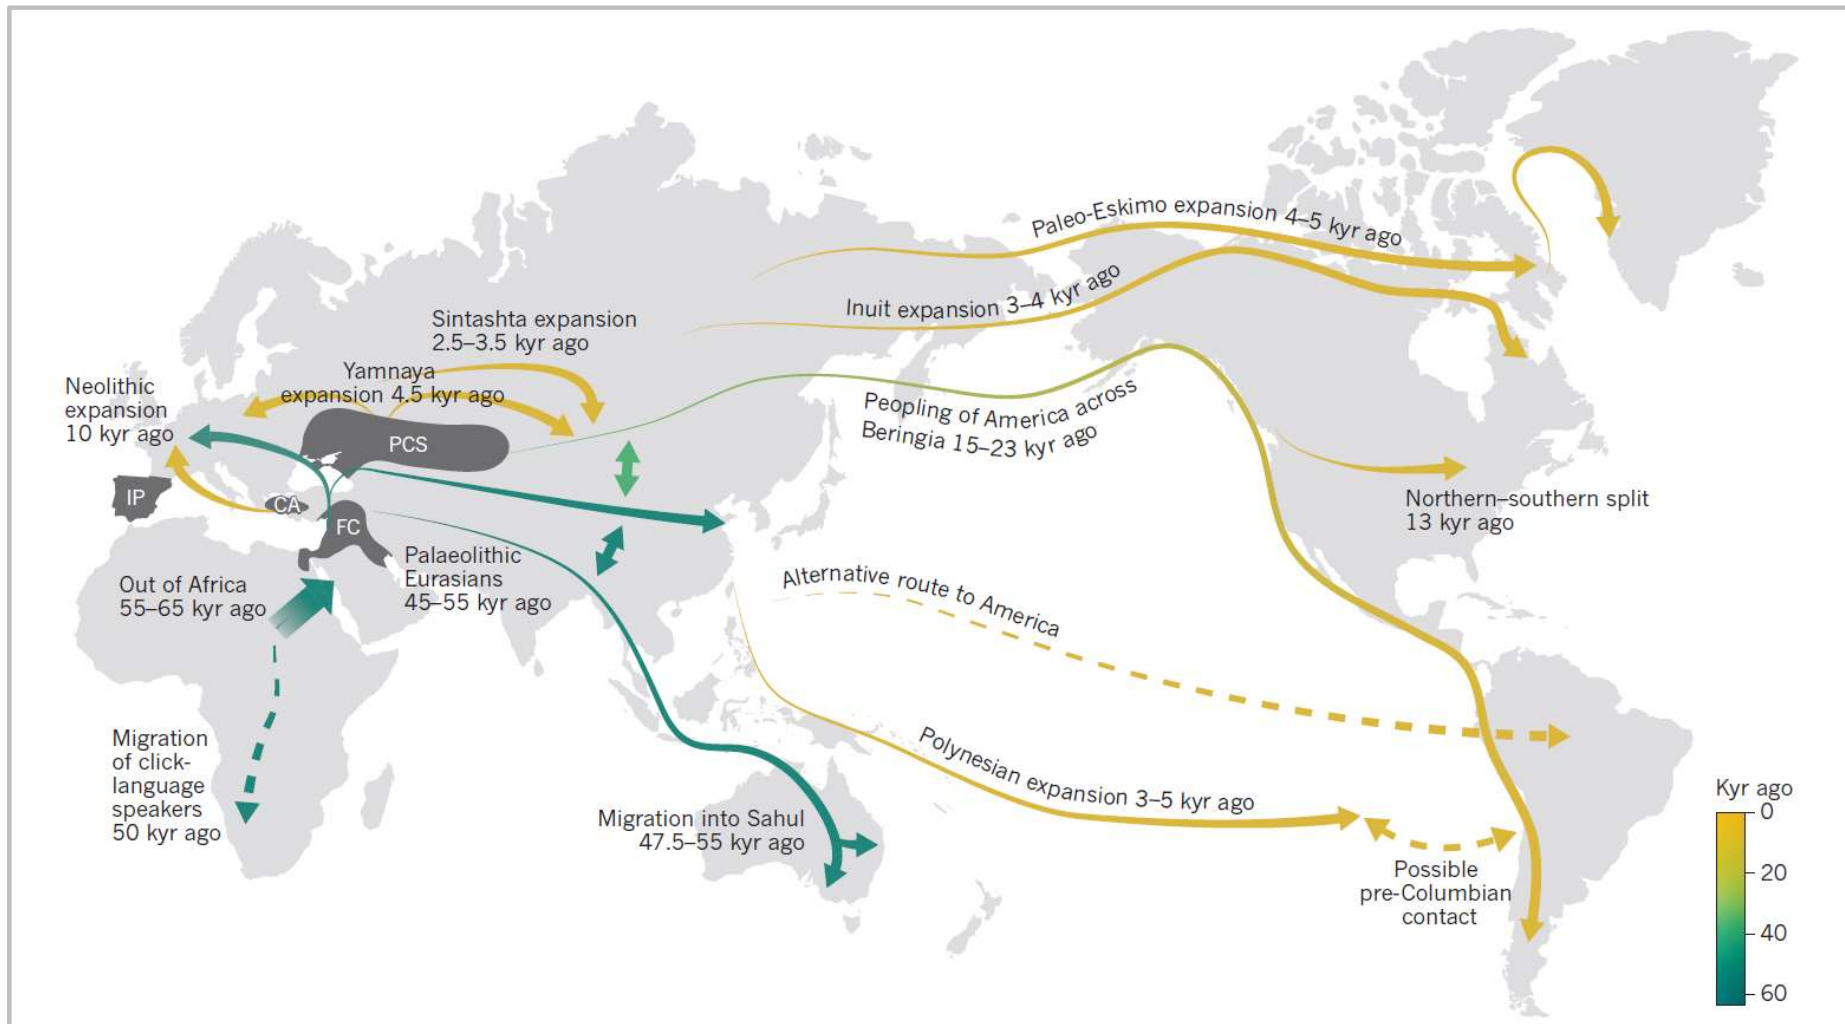 Paleo-Eskimo expansion 4–5 kyr ago
Inuit expansion 3–4 kyr ago
Sintashta expansion
2.5–3.5 kyr ago
Yamnaya
expansion 4.5 kyr ago
Neolithic
expansion
10 kyr ago
Peopling of America across
Beringia 15–23 kyr ago
PCS
IP
CA
FC
Northern–southern split
13 kyr ago
Palaeolithic
Eurasians
45–55 kyr ago
Out of Africa
55–65 kyr ago
Alternative route to America
Migration
of click-
language
speakers
50 kyr ago
Polynesian expansion 3–5 kyr ago
Migration into Sahul
47.5–55 kyr ago
Possible
pre-Columbian
contact
Kyr ago
0
20
40
60